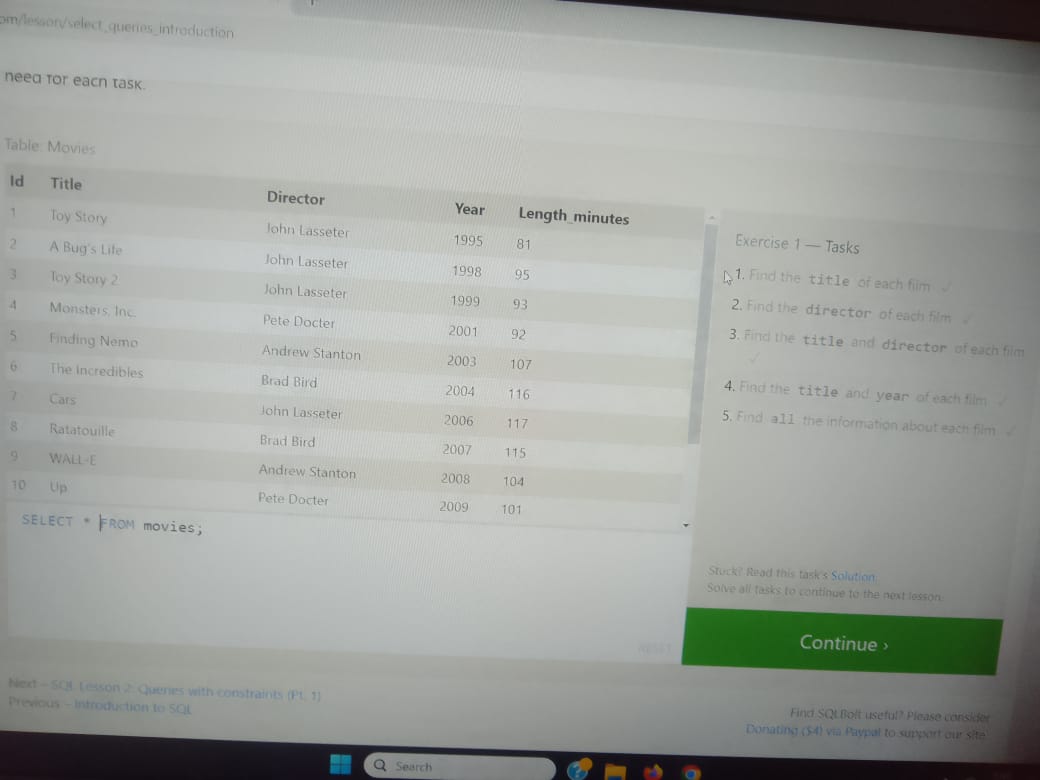 om/lesson/select_queries_introduction
need for each task.
Table: Movies
Id Title Director Year Length_minutes
1 Toy Story John Lasseter 1995 81
2 A Bug's Life John Lasseter 1998 95
3 Toy Story 2 John Lasseter 1999 93
4 Monsters, Inc. Pete Docter 2001 92
5 Finding Nemo Andrew Stanton 2003 107
6 The Incredibles Brad Bird 2004 116
7 Cars John Lasseter 2006 117
8 Ratatouille Brad Bird 2007 115
9 WALL-E Andrew Stanton 2008 104
10 Up Pete Docter 2009 101
SELECT * FROM movies;
RESET
Exercise 1 — Tasks
1. Find the title of each film ✓
2. Find the director of each film ✓
3. Find the title and director of each film
✓
4. Find the title and year of each film ✓
5. Find all the information about each film ✓
Stuck? Read this task's Solution.
Solve all tasks to continue to the next lesson.
Continue ›
Next – SQL Lesson 2: Queries with constraints (Pt. 1)
Previous – Introduction to SQL
Find SQLBolt useful? Please consider
Donating ($4) via Paypal to support our site.
Search